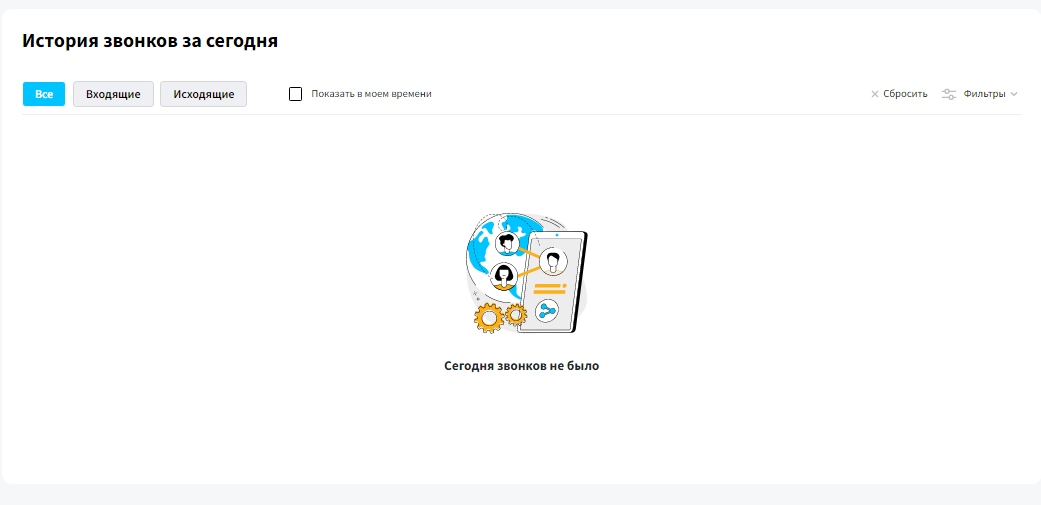 История звонков за сегодня
Все Входящие Исходящие Показать в моем времени Сбросить Фильтры
Сегодня звонков не было